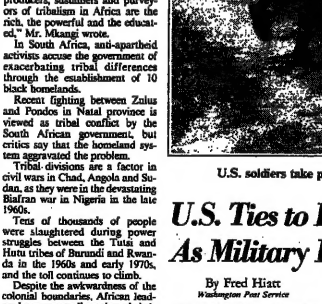 producers, sustainers and purvey-
ors of tribalism in Africa are the
rich, the powerful and the educat-
ed," Mr. Mkangi wrote.
In South Africa, anti-apartheid
activists accuse the government of
exacerbating tribal differences
through the establishment of 10
black homelands.
Recent fighting between Zulus
and Pondos in Natal province is
viewed as tribal conflict by the
South African government, but
critics say that the homeland sys-
tem aggravated the problem.
Tribal divisions are a factor in
civil wars in Chad, Angola and Su-
dan, as they were in the devastating
Biafran war in Nigeria in the late
1960s.
Tens of thousands of people
were slaughtered during power
struggles between the Tutsi and
Hutu tribes of Burundi and Rwan-
da in the 1960s and early 1970s,
and the toll continues to climb.
Despite the awkwardness of the
colonial boundaries, African lead-
U.S. soldiers take p
U.S. Ties to
As Military
By Fred Hiatt
Washington Post Service